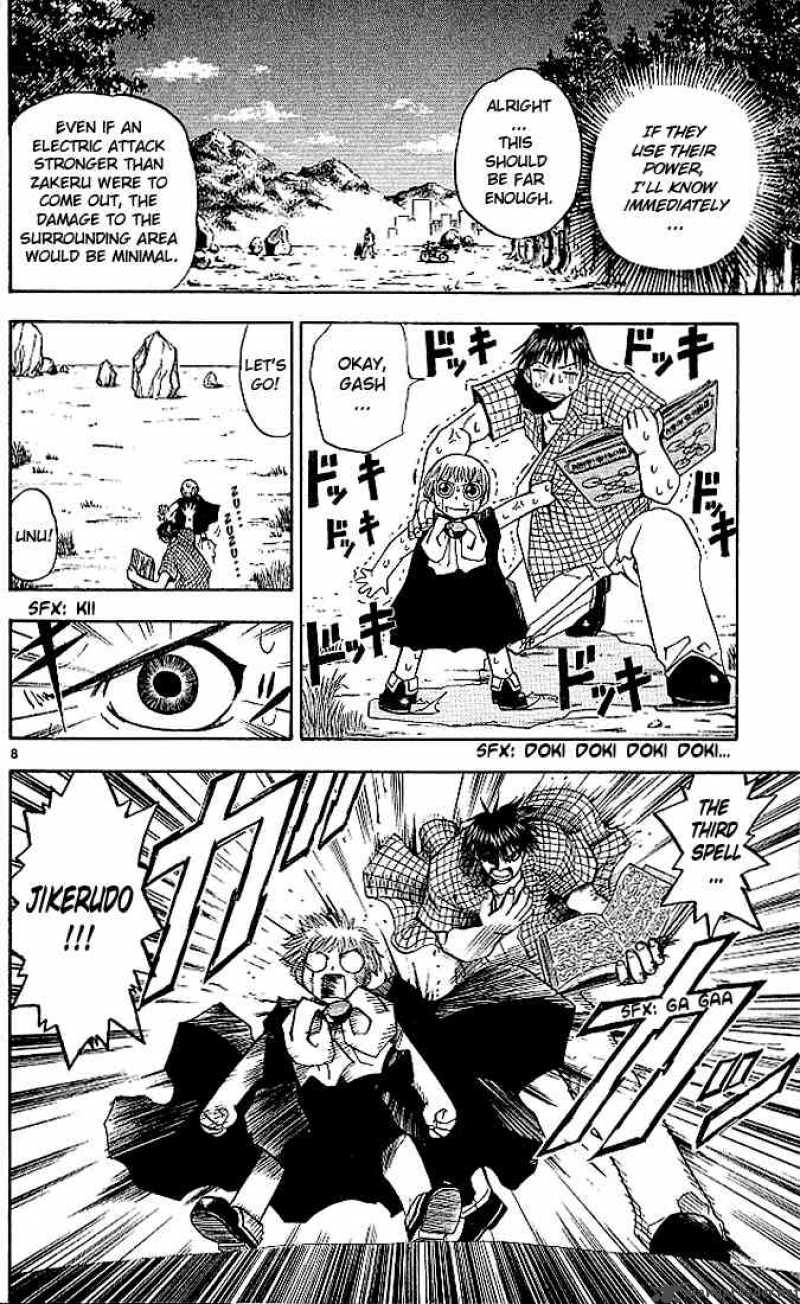 IF THEY
USE THEIR
POWER,
I'LL KNOW
IMMEDIATELY
...
ALRIGHT
...
THIS
SHOULD
BE FAR
ENOUGH.
EVEN IF AN
ELECTRIC ATTACK
STRONGER THAN
ZAKERU WERE TO
COME OUT, THE
DAMAGE TO THE
SURROUNDING AREA
WOULD BE MINIMAL.
OKAY,
GASH
...
ドッキ
ドッキ
ドッキ
ドッキ
ドッキ
ドッキ
SFX: DOKI DOKI DOKI DOKI...
LET'S
GO!
UNU!
SFX: KII
8
THE
THIRD
SPELL
...
JIKERUDO
!!!
ガ
ガッ
SFX: GA GAA